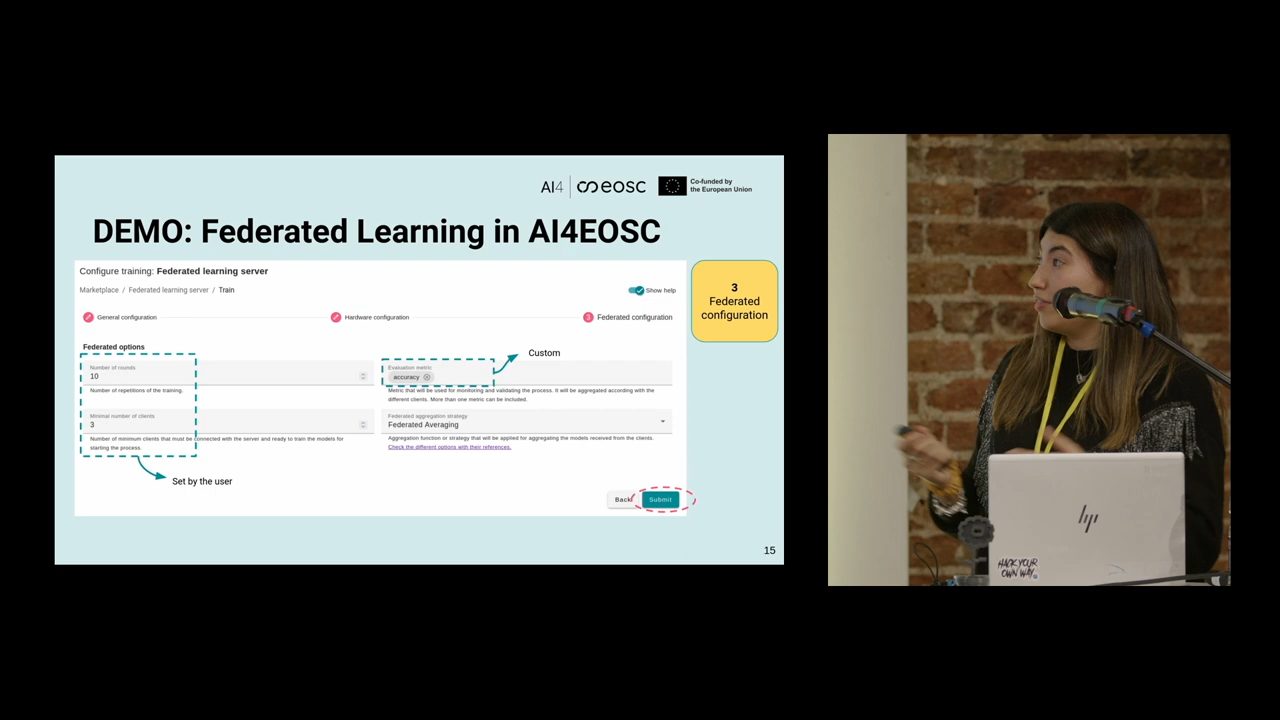 AI4 eosc
Co-funded by
the European Union
DEMO: Federated Learning in AI4EOSC
Configure training: Federated learning server
Marketplace / Federated learning server / Train
Show help
General configuration
Hardware configuration
3 Federated configuration
3
Federated
configuration
Federated options
Custom
Number of rounds
10
Number of repetitions of the training.
Evaluation metric
accuracy
Metric that will be used for monitoring and validating the process. It will be aggregated according with the
different clients. More than one metric can be included.
Minimal number of clients
3
Number of minimum clients that must be connected with the server and ready to train the models for
starting the process.
Federated aggregation strategy
Federated Averaging
Aggregation function or strategy that will be applied for aggregating the models received from the clients.
Check the different options with their references.
Set by the user
Back
Submit
15
hp
HACK YOUR
OWN WAY